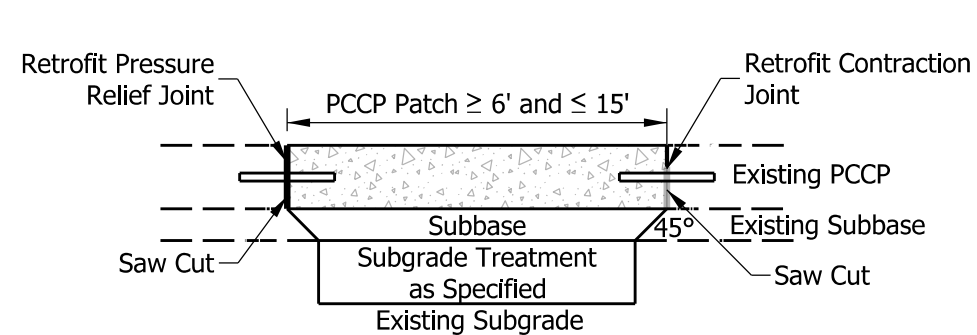 Retrofit Pressure
Relief Joint
PCCP Patch ≥ 6' and ≤ 15'
Retrofit Contraction
Joint
Existing PCCP
Subbase
45°
Existing Subbase
Saw Cut
Subgrade Treatment
as Specified
Saw Cut
Existing Subgrade